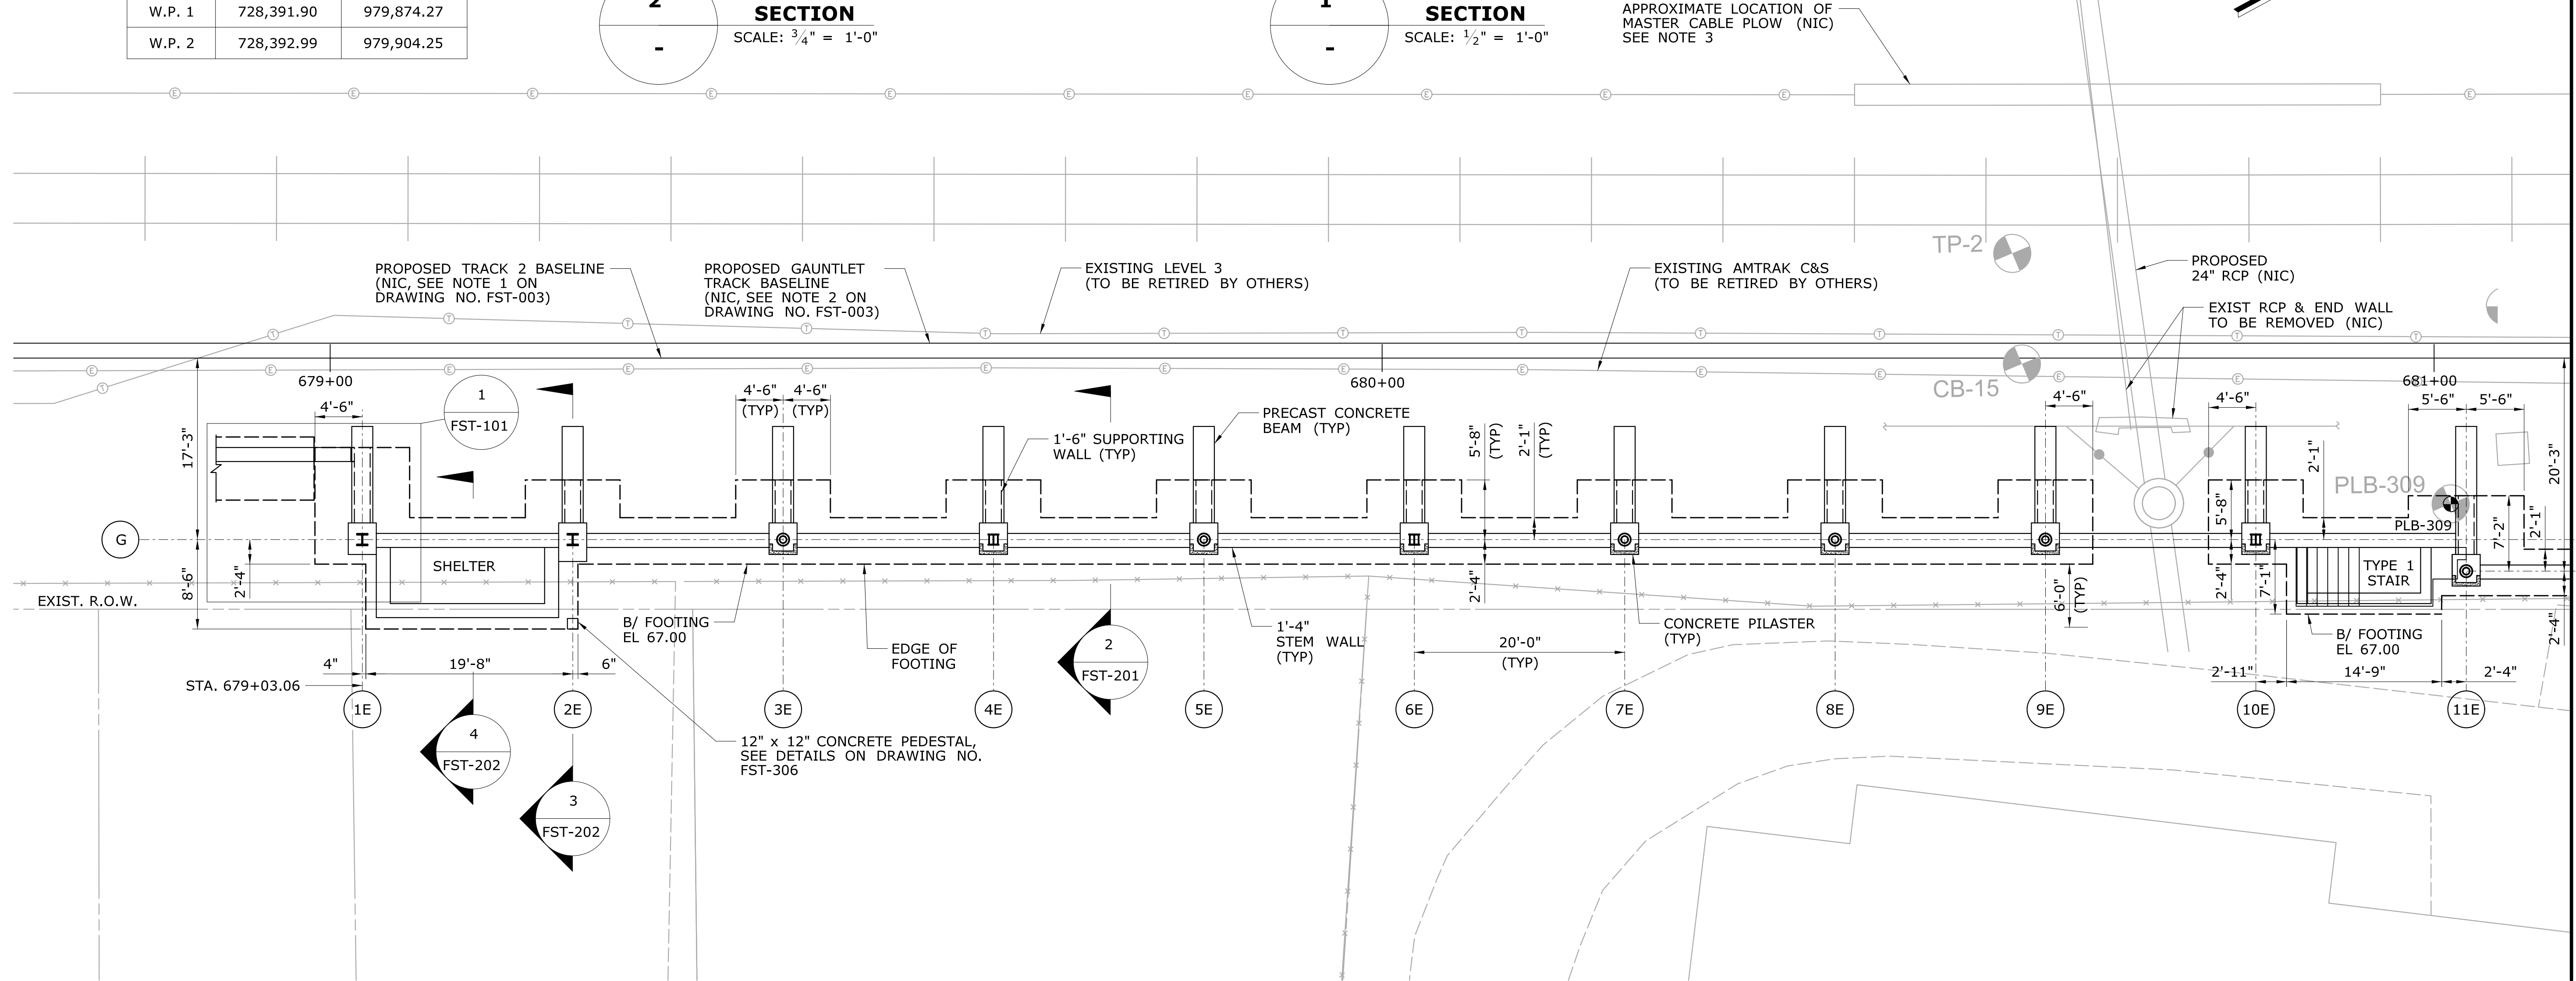 W.P. 1 728,391.90 979,874.27
W.P. 2 728,392.99 979,904.25
2
-
SECTION
SCALE: 3/4" = 1'-0"
1
-
SECTION
SCALE: 1/2" = 1'-0"
APPROXIMATE LOCATION OF
MASTER CABLE PLOW (NIC)
SEE NOTE 3
E E E E E E E E E E E
TP-2
PROPOSED
24" RCP (NIC)
PROPOSED TRACK 2 BASELINE
(NIC, SEE NOTE 1 ON
DRAWING NO. FST-003)
PROPOSED GAUNTLET
TRACK BASELINE
(NIC, SEE NOTE 2 ON
DRAWING NO. FST-003)
EXISTING LEVEL 3
(TO BE RETIRED BY OTHERS)
EXISTING AMTRAK C&S
(TO BE RETIRED BY OTHERS)
EXIST RCP & END WALL
TO BE REMOVED (NIC)
T T T T T T T T T T T T T T
E E E E E E E E E E E E E
679+00
680+00
681+00
CB-15
17'-3"
4'-6"
1
FST-101
4'-6"
(TYP)
4'-6"
(TYP)
PRECAST CONCRETE
BEAM (TYP)
1'-6" SUPPORTING
WALL (TYP)
5'-8"
(TYP)
2'-1"
(TYP)
4'-6"
4'-6"
5'-6"
5'-6"
2'-1"
5'-8"
PLB-309
PLB-309
7'-2"
2'-1"
20'-3"
G
SHELTER
TYPE 1
STAIR
8'-6"
2'-4"
EXIST. R.O.W.
2'-4"
6'-0"
(TYP)
2'-4"
7'-1"
2'-4"
B/ FOOTING
EL 67.00
EDGE OF
FOOTING
2
FST-201
1'-4"
STEM WALL
(TYP)
20'-0"
(TYP)
CONCRETE PILASTER
(TYP)
B/ FOOTING
EL 67.00
4"
19'-8"
6"
2'-11"
14'-9"
2'-4"
STA. 679+03.06
1E 2E 3E 4E 5E 6E 7E 8E 9E 10E 11E
4
FST-202
12" x 12" CONCRETE PEDESTAL,
SEE DETAILS ON DRAWING NO.
FST-306
3
FST-202